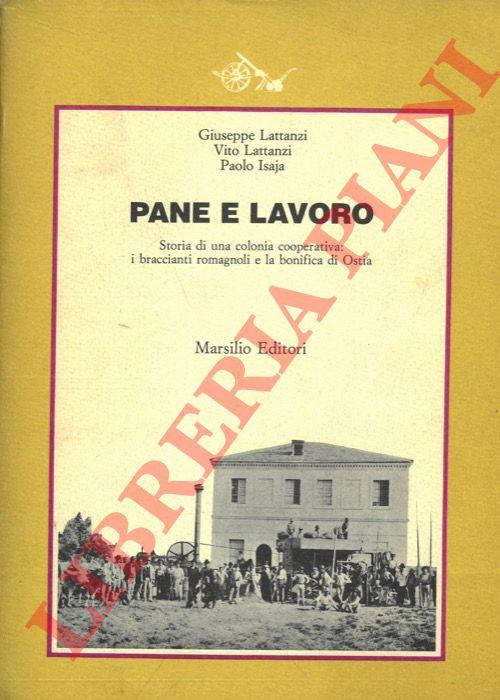 Giuseppe Lattanzi
Vito Lattanzi
Paolo Isaja
PANE E LAVORO
Storia di una colonia cooperativa:
i braccianti romagnoli e la bonifica di Ostia
Marsilio Editori
LIBRERIA PIANI